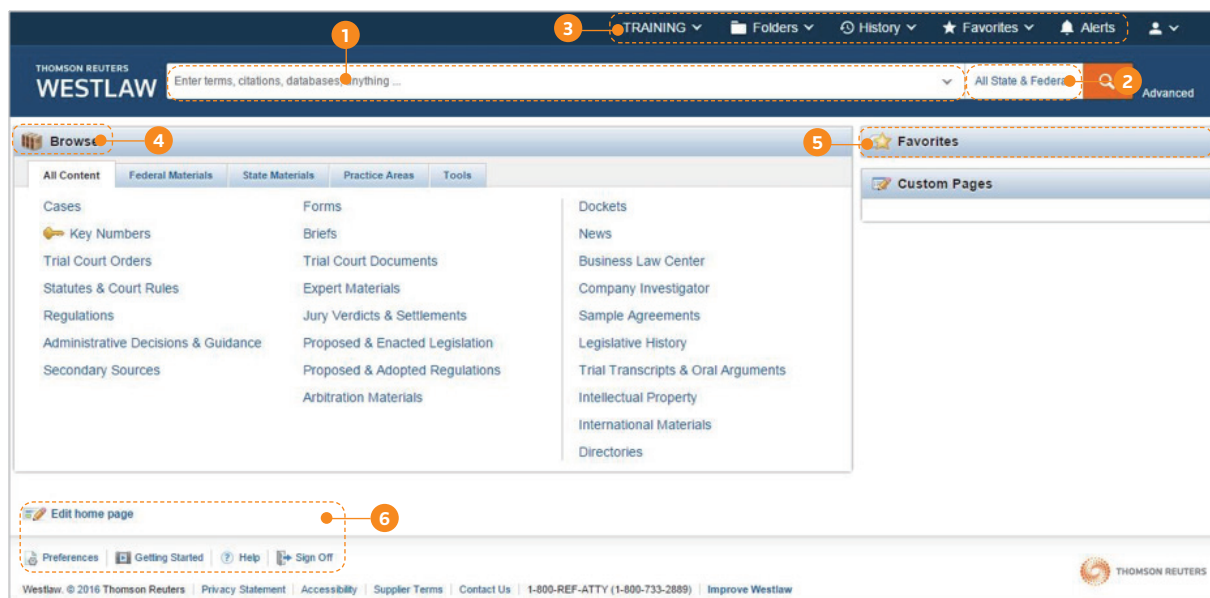 1
3
TRAINING Folders History Favorites Alerts
THOMSON REUTERS
WESTLAW
Enter terms, citations, databases, anything ...
All State & Federal
2
Advanced
Browse
4
5
Favorites
All Content Federal Materials State Materials Practice Areas Tools
Custom Pages
Cases Forms Dockets
Key Numbers Briefs News
Trial Court Orders Trial Court Documents Business Law Center
Statutes & Court Rules Expert Materials Company Investigator
Regulations Jury Verdicts & Settlements Sample Agreements
Administrative Decisions & Guidance Proposed & Enacted Legislation Legislative History
Secondary Sources Proposed & Adopted Regulations Trial Transcripts & Oral Arguments
Arbitration Materials Intellectual Property
International Materials
Directories
Edit home page
6
Preferences Getting Started Help Sign Off
THOMSON REUTERS
Westlaw. © 2016 Thomson Reuters Privacy Statement Accessibility Supplier Terms Contact Us 1-800-REF-ATTY (1-800-733-2889) Improve Westlaw